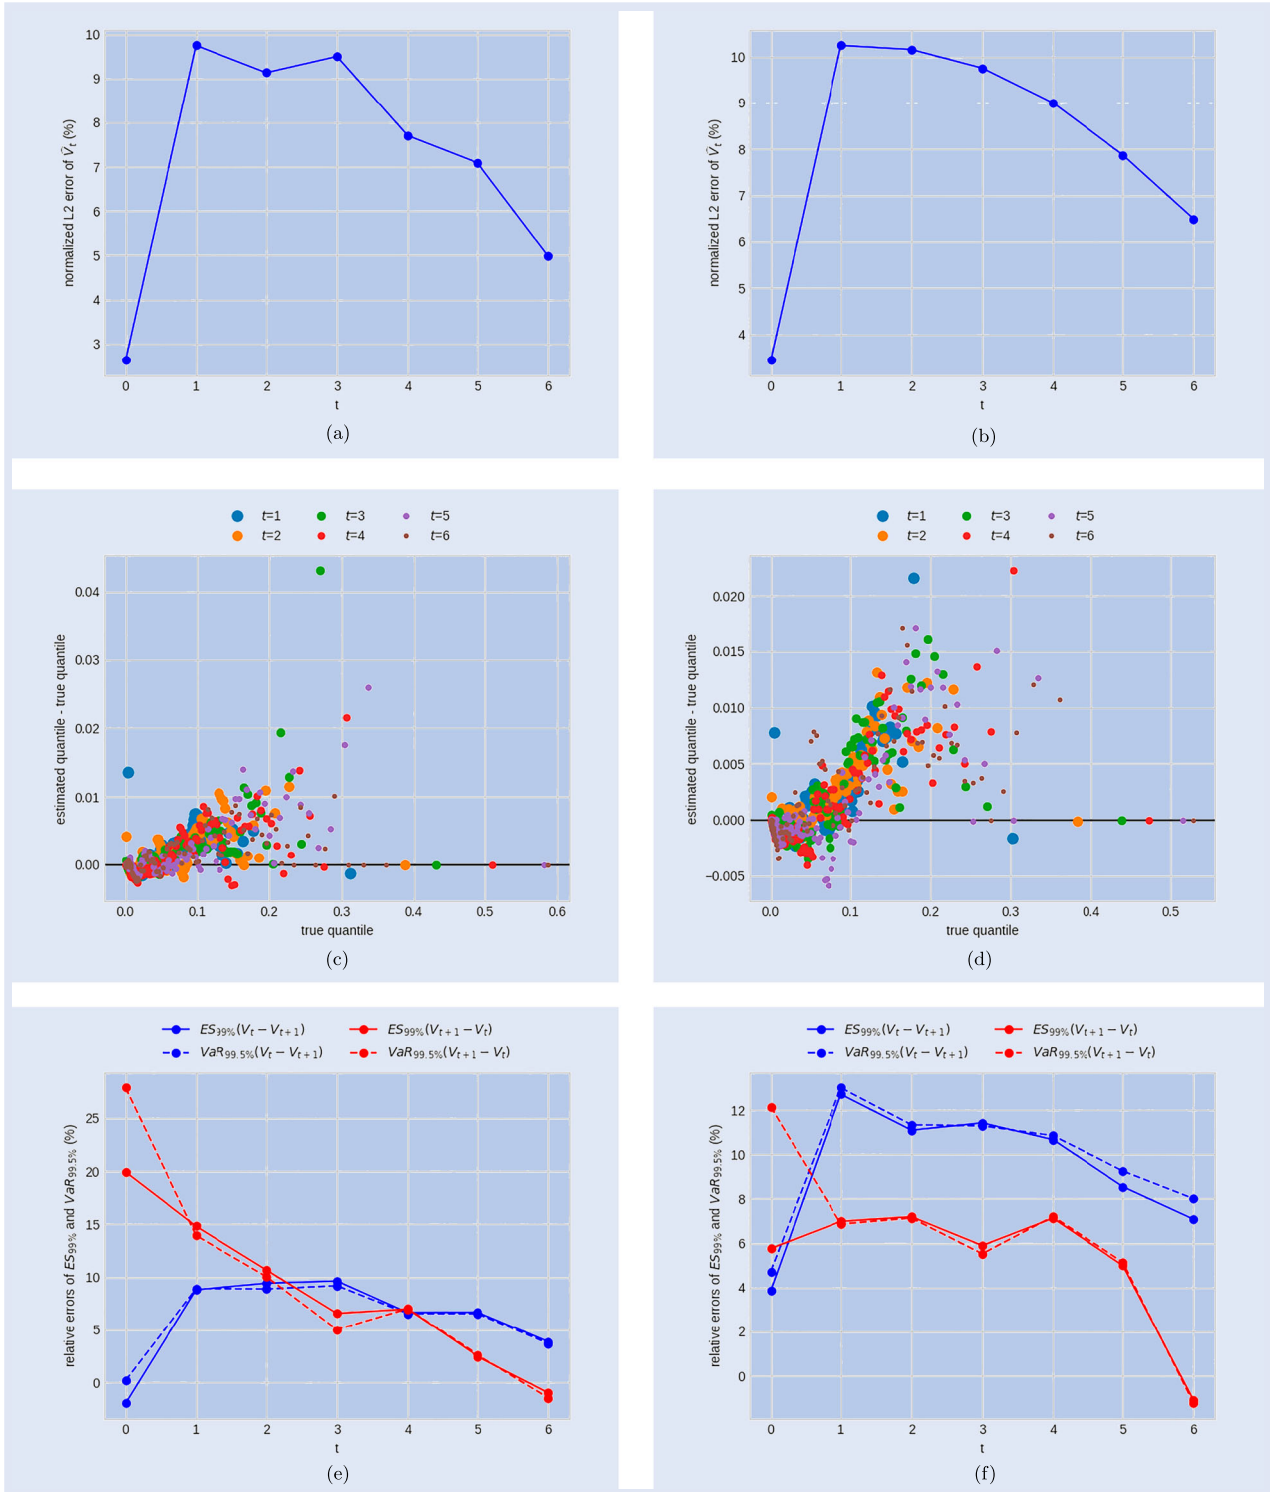 10
9
8
7
6
5
4
3
normalized L2 error of V̂t (%)
0 1 2 3 4 5 6
t
(a)
10
9
8
7
6
5
4
normalized L2 error of V̂t (%)
0 1 2 3 4 5 6
t
(b)
t=1 t=3 t=5
t=2 t=4 t=6
0.04
0.03
0.02
0.01
0.00
estimated quantile - true quantile
0.0 0.1 0.2 0.3 0.4 0.5 0.6
true quantile
(c)
t=1 t=3 t=5
t=2 t=4 t=6
0.020
0.015
0.010
0.005
0.000
−0.005
estimated quantile - true quantile
0.0 0.1 0.2 0.3 0.4 0.5
true quantile
(d)
ES99%(Vt − Vt+1) ES99%(Vt+1 − Vt)
VaR99.5%(Vt − Vt+1) VaR99.5%(Vt+1 − Vt)
25
20
15
10
5
0
relative errors of ES99% and VaR99.5% (%)
0 1 2 3 4 5 6
t
(e)
ES99%(Vt − Vt+1) ES99%(Vt+1 − Vt)
VaR99.5%(Vt − Vt+1) VaR99.5%(Vt+1 − Vt)
12
10
8
6
4
2
0
relative errors of ES99% and VaR99.5% (%)
0 1 2 3 4 5 6
t
(f)